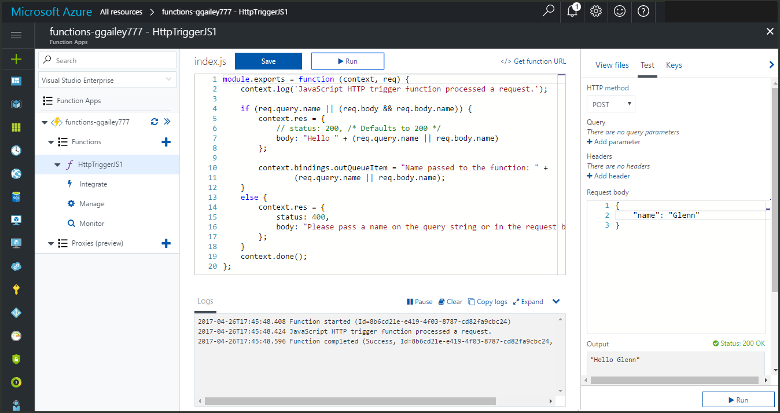 Microsoft Azure All resources > functions-ggailey777 - HttpTriggerJS1
1
functions-ggailey777 - HttpTriggerJS1
Function Apps
Search
Visual Studio Enterprise
Function Apps
functions-ggailey777
Functions
HttpTriggerJS1
Integrate
Manage
Monitor
Proxies (preview)
index.js
Save
Run
</> Get function URL
1 module.exports = function (context, req) {
2 context.log('JavaScript HTTP trigger function processed a request.');
3
4 if (req.query.name || (req.body && req.body.name)) {
5 context.res = {
6 // status: 200, /* Defaults to 200 */
7 body: "Hello " + (req.query.name || req.body.name)
8 };
9
10 context.bindings.outQueueItem = "Name passed to the function: " +
11 (req.query.name || req.body.name);
12 }
13 else {
14 context.res = {
15 status: 400,
16 body: "Please pass a name on the query string or in the request b
17 };
18 }
19 context.done();
20 };
Logs
Pause
Clear
Copy logs
Expand
2017-04-26T17:45:48.408 Function started (Id=8b6cd21e-e419-4f03-8787-cd82fa9cbc24)
2017-04-26T17:45:48.424 JavaScript HTTP trigger function processed a request.
2017-04-26T17:45:48.596 Function completed (Success, Id=8b6cd21e-e419-4f03-8787-cd82fa9cbc24,
View files Test Keys
HTTP method
POST
Query
There are no query parameters
+ Add parameter
Headers
There are no headers
+ Add header
Request body
1 {
2 "name": "Glenn"
3 }
Output
Status: 200 OK
"Hello Glenn"
Run